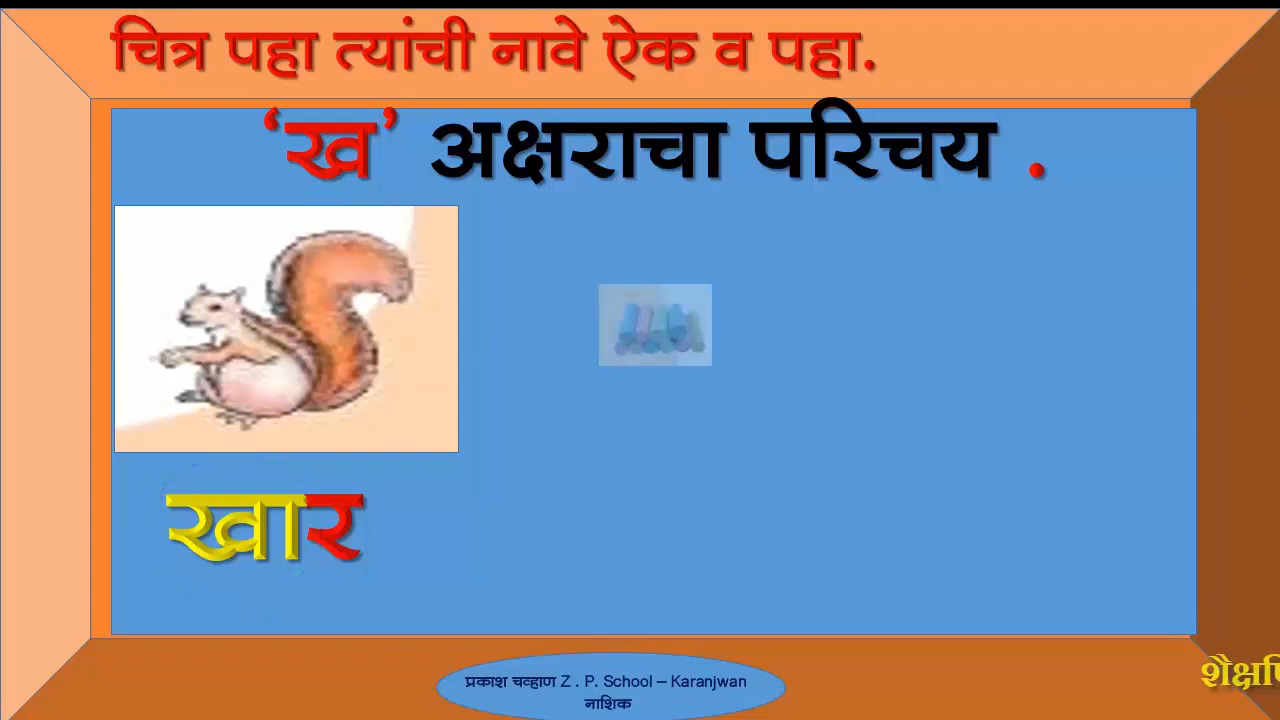 चित्र पहा त्यांची नावे ऐक व पहा.
‘ख’ अक्षराचा परिचय .
खार
प्रकाश चव्हाण Z . P. School – Karanjwan
नाशिक